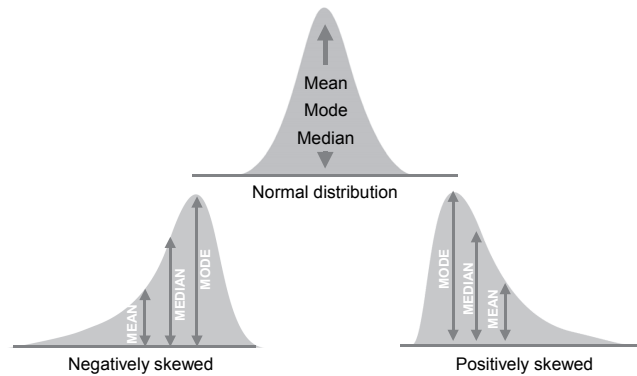 Mean
Mode
Median
Normal distribution
MEAN
MEDIAN
MODE
Negatively skewed
MODE
MEDIAN
MEAN
Positively skewed